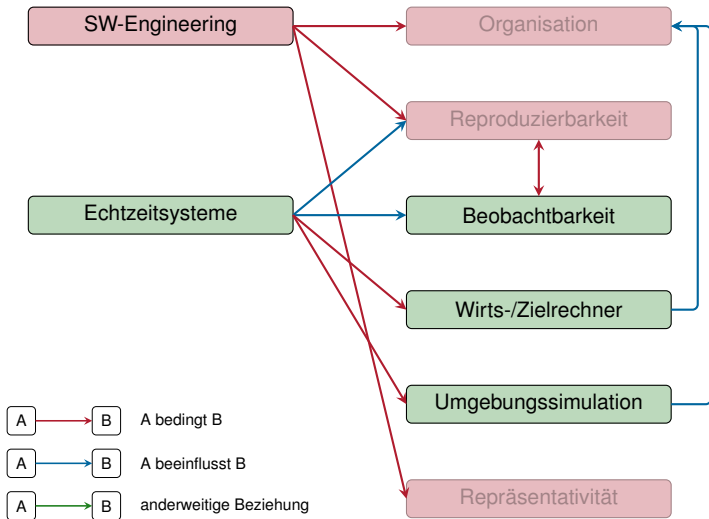 SW-Engineering
Organisation
Reproduzierbarkeit
Echtzeitsysteme
Beobachtbarkeit
Wirts-/Zielrechner
Umgebungssimulation
A B A bedingt B
A B A beeinflusst B
Repräsentativität
A B anderweitige Beziehung